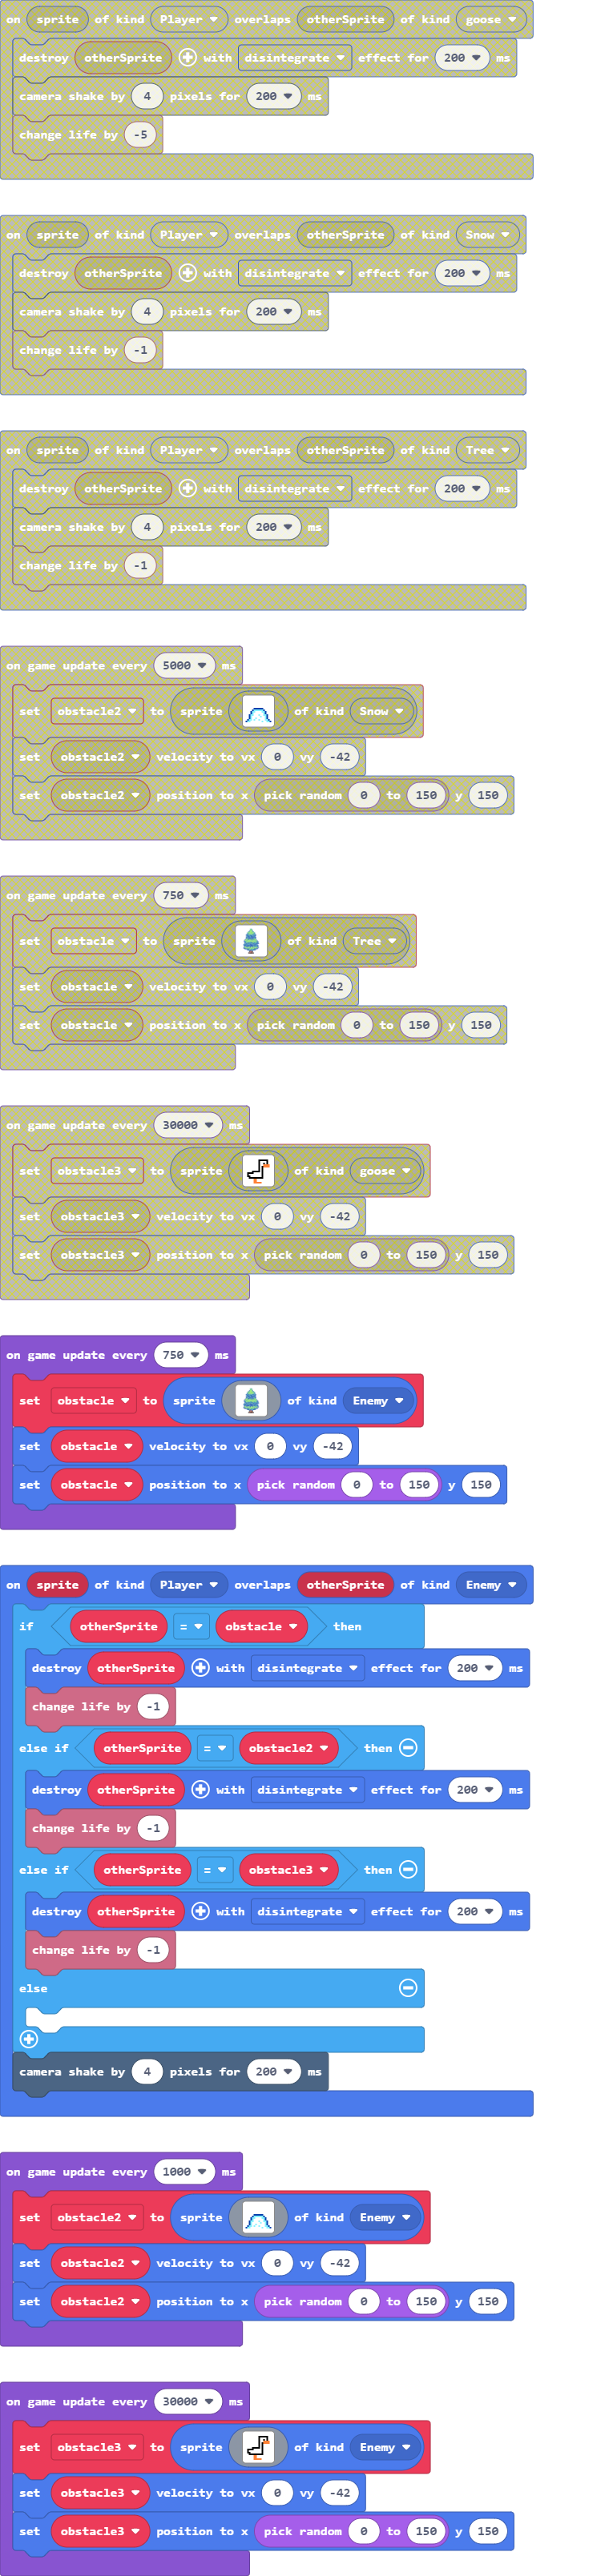 on sprite of kind Player overlaps otherSprite of kind goose
destroy otherSprite with disintegrate effect for 200 ms
camera shake by 4 pixels for 200 ms
change life by -5
on sprite of kind Player overlaps otherSprite of kind Snow
destroy otherSprite with disintegrate effect for 200 ms
camera shake by 4 pixels for 200 ms
change life by -1
on sprite of kind Player overlaps otherSprite of kind Tree
destroy otherSprite with disintegrate effect for 200 ms
camera shake by 4 pixels for 200 ms
change life by -1
on game update every 5000 ms
set obstacle2 to sprite of kind Snow
set obstacle2 velocity to vx 0 vy -42
set obstacle2 position to x pick random 0 to 150 y 150
on game update every 750 ms
set obstacle to sprite of kind Tree
set obstacle velocity to vx 0 vy -42
set obstacle position to x pick random 0 to 150 y 150
on game update every 30000 ms
set obstacle3 to sprite of kind goose
set obstacle3 velocity to vx 0 vy -42
set obstacle3 position to x pick random 0 to 150 y 150
on game update every 750 ms
set obstacle to sprite of kind Enemy
set obstacle velocity to vx 0 vy -42
set obstacle position to x pick random 0 to 150 y 150
on sprite of kind Player overlaps otherSprite of kind Enemy
if otherSprite = obstacle then
destroy otherSprite with disintegrate effect for 200 ms
change life by -1
else if otherSprite = obstacle2 then
destroy otherSprite with disintegrate effect for 200 ms
change life by -1
else if otherSprite = obstacle3 then
destroy otherSprite with disintegrate effect for 200 ms
change life by -1
else
camera shake by 4 pixels for 200 ms
on game update every 1000 ms
set obstacle2 to sprite of kind Enemy
set obstacle2 velocity to vx 0 vy -42
set obstacle2 position to x pick random 0 to 150 y 150
on game update every 30000 ms
set obstacle3 to sprite of kind Enemy
set obstacle3 velocity to vx 0 vy -42
set obstacle3 position to x pick random 0 to 150 y 150